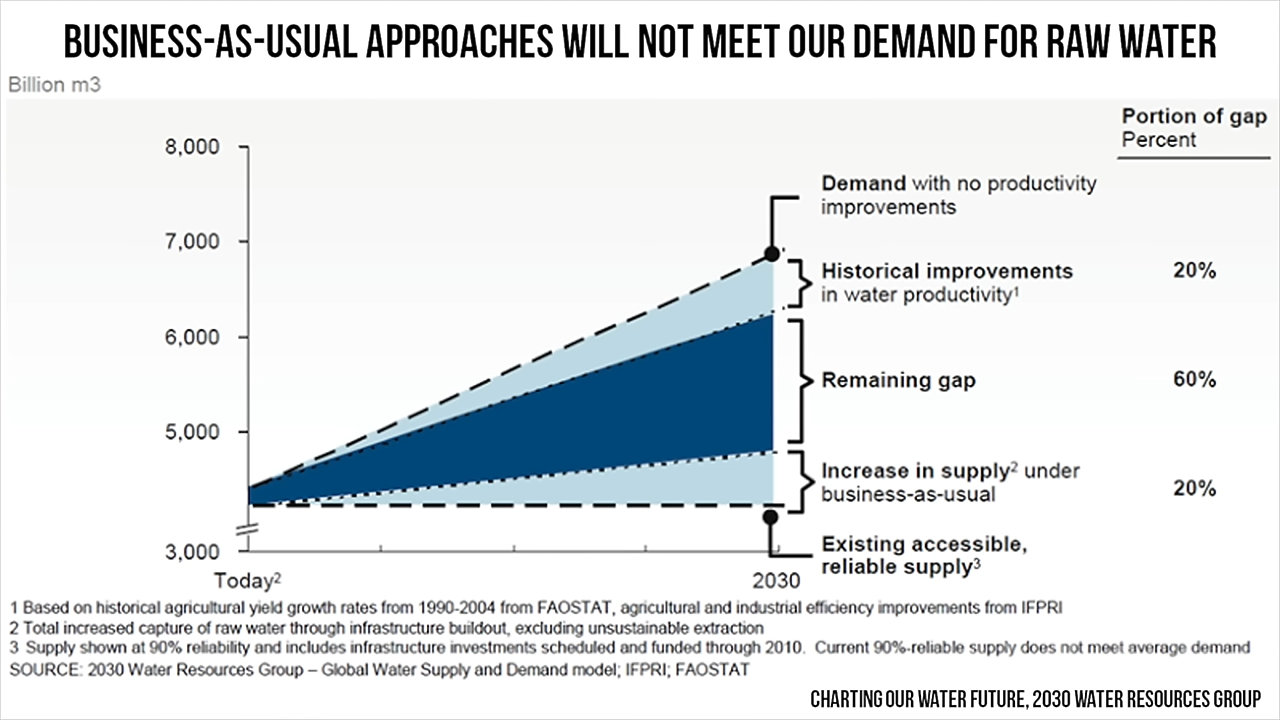 BUSINESS-AS-USUAL APPROACHES WILL NOT MEET OUR DEMAND FOR RAW WATER
Billion m3
Portion of gap
Percent
8,000
7,000
6,000
5,000
3,000
Demand with no productivity
improvements
Historical improvements
in water productivity¹
20%
Remaining gap
60%
Increase in supply² under
business-as-usual
20%
Existing accessible,
reliable supply³
Today²
2030
1 Based on historical agricultural yield growth rates from 1990-2004 from FAOSTAT, agricultural and industrial efficiency improvements from IFPRI
2 Total increased capture of raw water through infrastructure buildout, excluding unsustainable extraction
3 Supply shown at 90% reliability and includes infrastructure investments scheduled and funded through 2010. Current 90%-reliable supply does not meet average demand
SOURCE: 2030 Water Resources Group – Global Water Supply and Demand model; IFPRI; FAOSTAT
CHARTING OUR WATER FUTURE, 2030 WATER RESOURCES GROUP